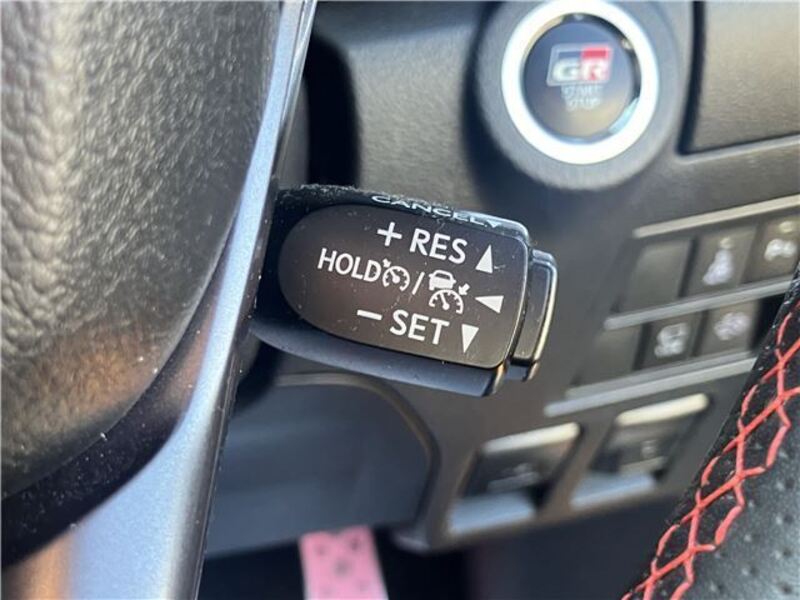 GR
START
STOP
CANCEL
+ RES ▲
HOLD / ◀
− SET ▼